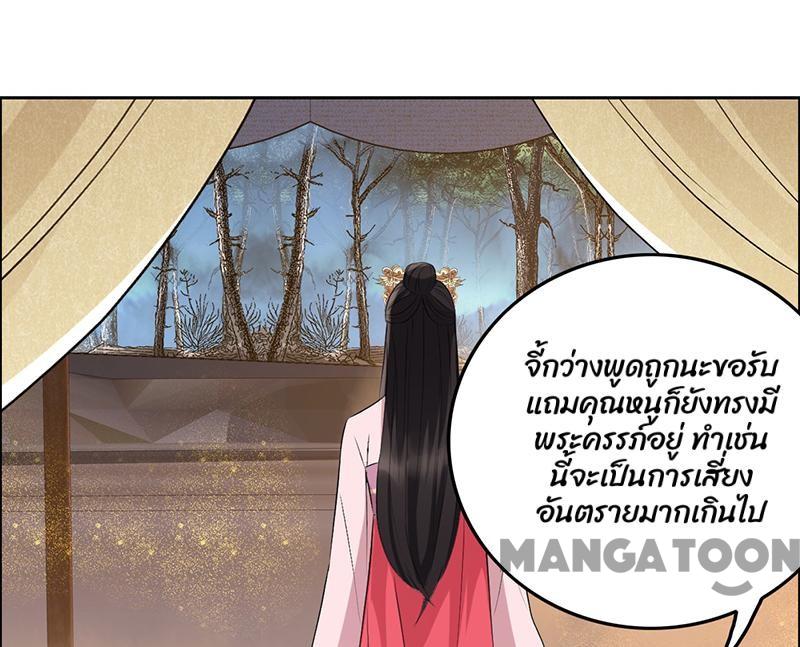 จี้กว่างพูดถูกนะขอรับ
แถมคุณหนูก็ยังทรงมี
พระครรภ์อยู่ ทำเช่น
นี้จะเป็นการเสี่ยง
อันตรายมากเกินไป
MANGATOON